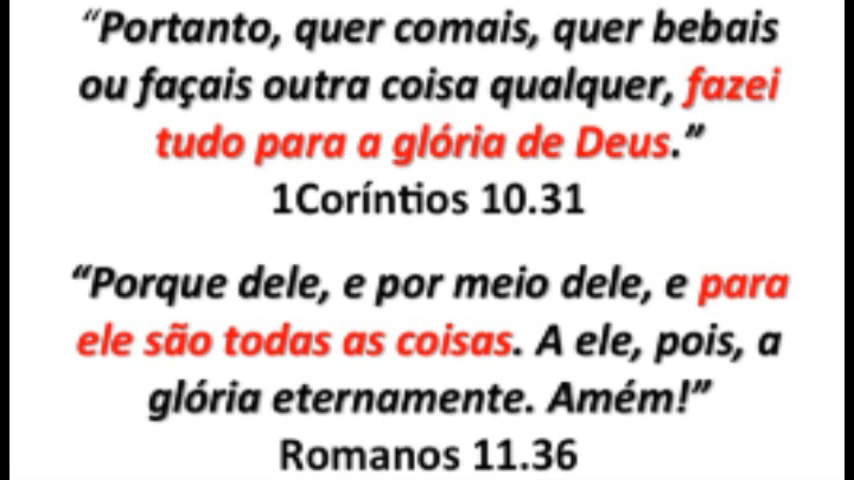 “Portanto, quer comais, quer bebais
ou façais outra coisa qualquer, fazei
tudo para a glória de Deus.”
1Coríntios 10.31
“Porque dele, e por meio dele, e para
ele são todas as coisas. A ele, pois, a
glória eternamente. Amém!”
Romanos 11.36